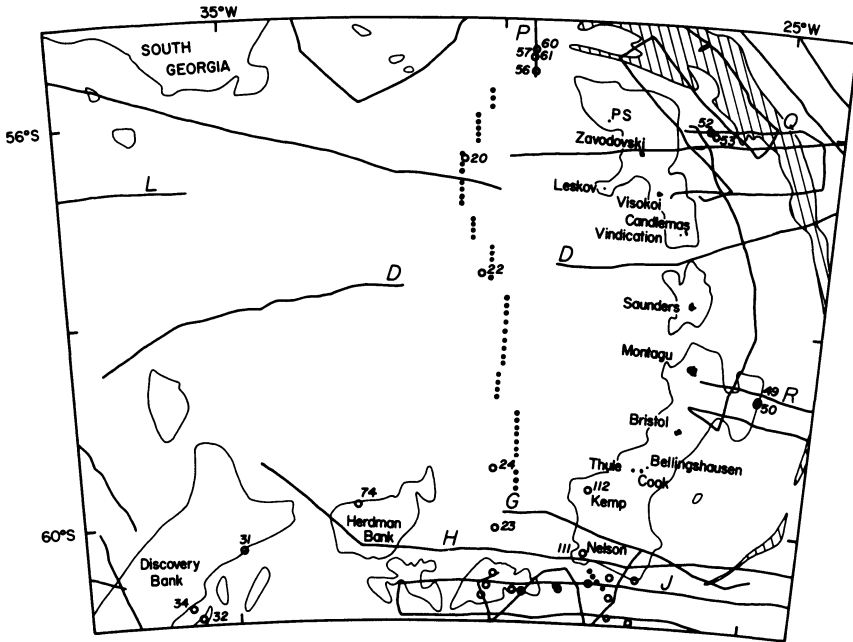 35°W
25°W
SOUTH
GEORGIA
P
60
57
61
56
PS
52
53
Q
56°S
Zavodovski
20
Leskov
L
Visokoi
Candlemas
Vindication
D
D
22
Saunders
Montagu
49
R
50
Bristol
24
Thule
Bellingshausen
Cook
74
112
Kemp
G
Herdman
Bank
23
60°S
H
31
111
Nelson
Discovery
Bank
J
34
32